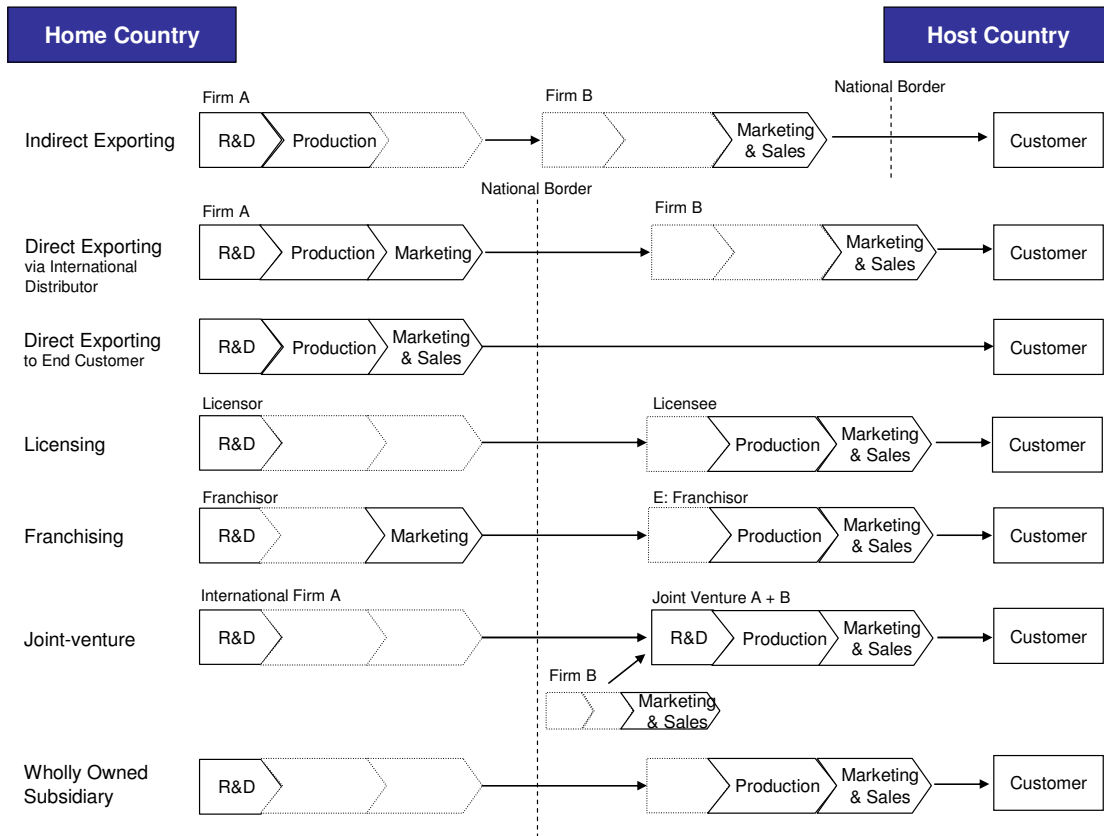 Home Country
Host Country
National Border
Firm A
Firm B
Indirect Exporting
R&D
Production
Marketing
& Sales
Customer
National Border
Firm A
Firm B
Direct Exporting
via International
Distributor
R&D
Production
Marketing
Marketing
& Sales
Customer
Direct Exporting
to End Customer
R&D
Production
Marketing
& Sales
Customer
Licensor
Licensee
Licensing
R&D
Production
Marketing
& Sales
Customer
Franchisor
E: Franchisor
Franchising
R&D
Marketing
Production
Marketing
& Sales
Customer
International Firm A
Joint Venture A + B
Joint-venture
R&D
R&D
Production
Marketing
& Sales
Customer
Firm B
Marketing
& Sales
Wholly Owned
Subsidiary
R&D
Production
Marketing
& Sales
Customer